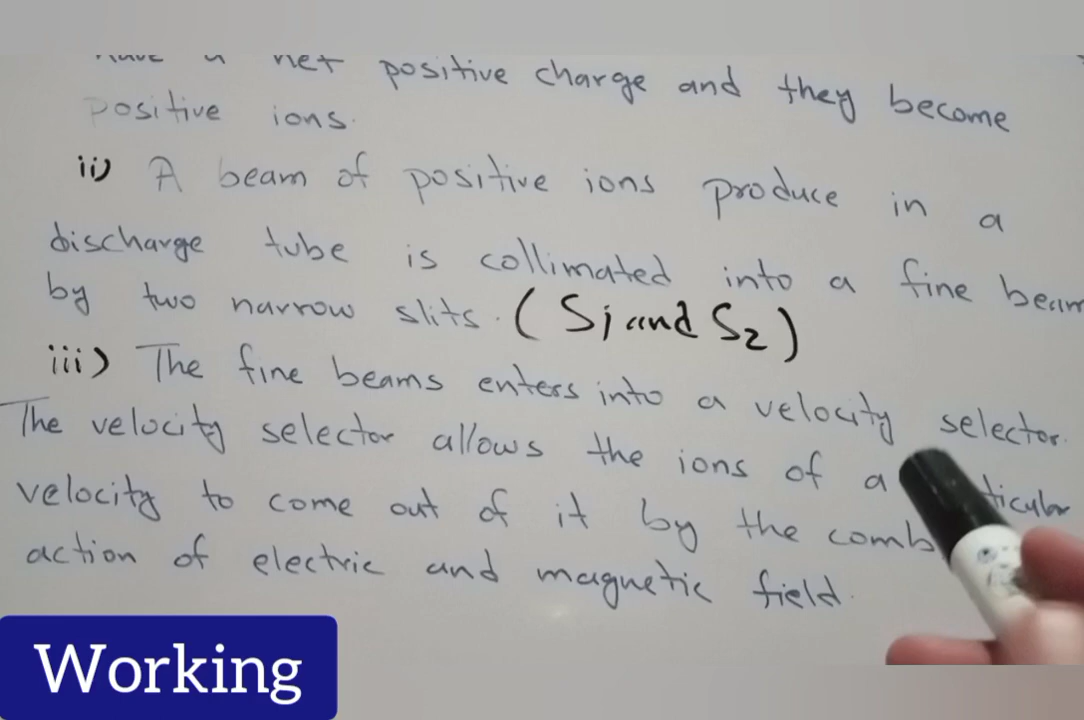 have a net positive charge and they become
positive ions.
ii) A beam of positive ions produce in a
discharge tube is collimated into a fine beam
by two narrow slits. (S1 and S2)
iii) The fine beams enters into a velocity selector.
The velocity selector allows the ions of a ticular
velocity to come out of it by the comb
action of electric and magnetic field.
Working